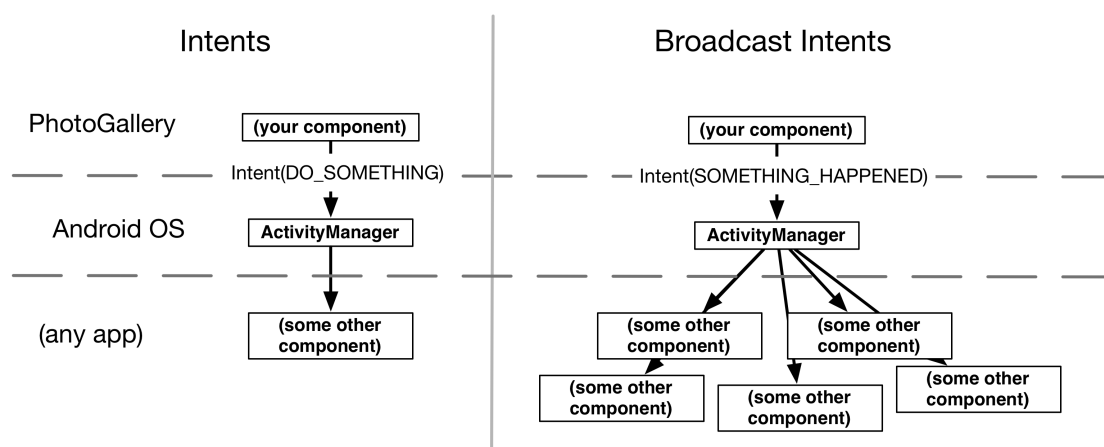 Intents
Broadcast Intents
PhotoGallery
(your component)
(your component)
Intent(DO_SOMETHING)
Intent(SOMETHING_HAPPENED)
Android OS
ActivityManager
ActivityManager
(any app)
(some other
component)
(some other
component)
(some other
component)
(some other
component)
(some other
component)
(some other
component)